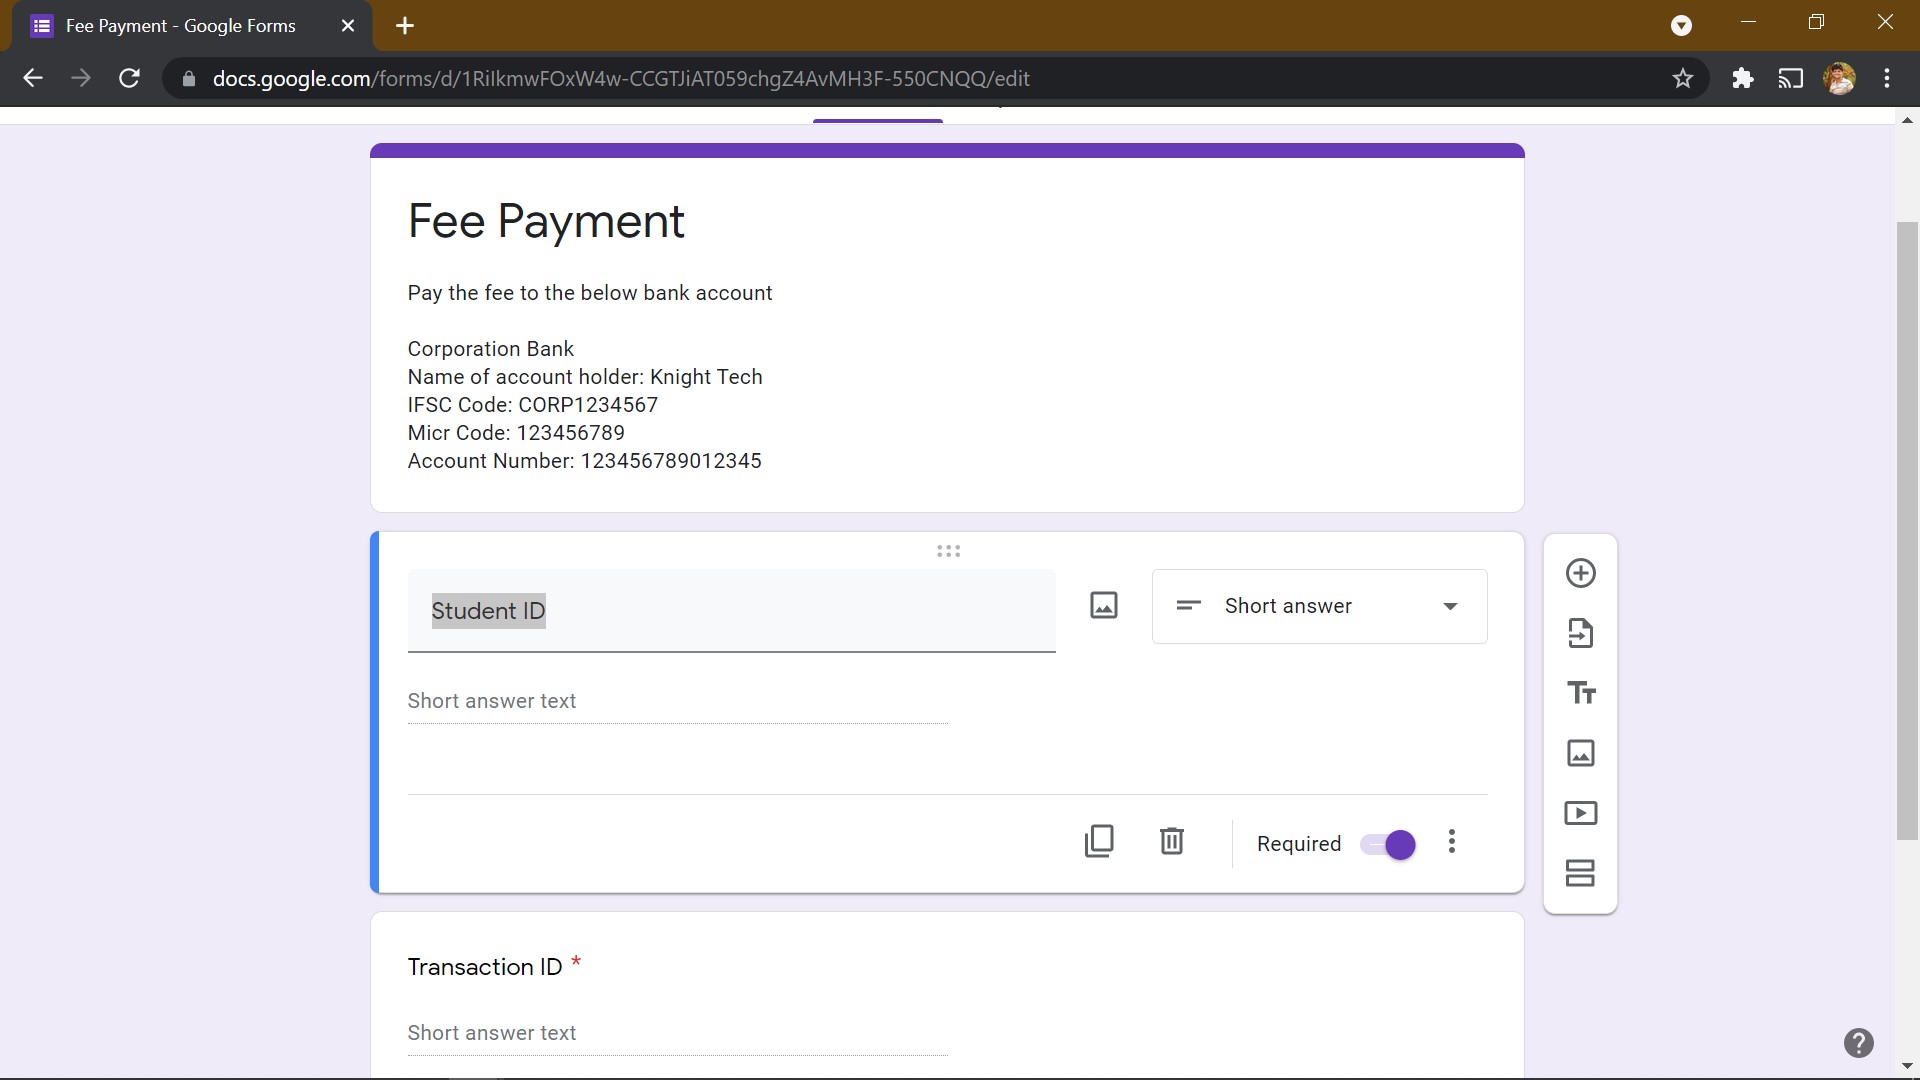 Fee Payment - Google Forms
docs.google.com/forms/d/1RilkmwFOxW4w-CCGTJiAT059chgZ4AvMH3F-550CNQQ/edit
Fee Payment
Pay the fee to the below bank account
Corporation Bank
Name of account holder: Knight Tech
IFSC Code: CORP1234567
Micr Code: 123456789
Account Number: 123456789012345
Student ID
Short answer
Short answer text
Required
Transaction ID *
Short answer text